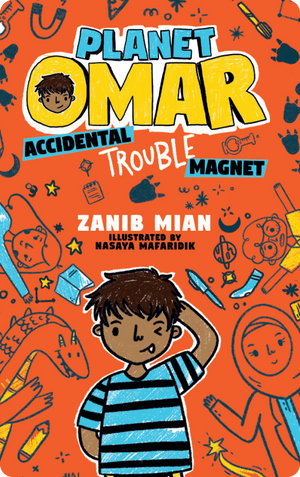 PLANET
OMAR
ACCIDENTAL
TROUBLE
MAGNET
ZANIB MIAN
ILLUSTRATED BY
NASAYA MAFARIDIK